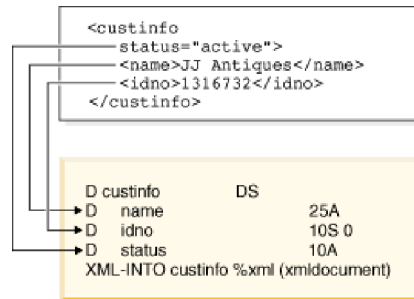 <custinfo
status="active">
<name>JJ Antiques</name>
<idno>1316732</idno>
</custinfo>
D custinfo DS
D name 25A
D idno 10S 0
D status 10A
XML-INTO custinfo %xml (xmldocument)